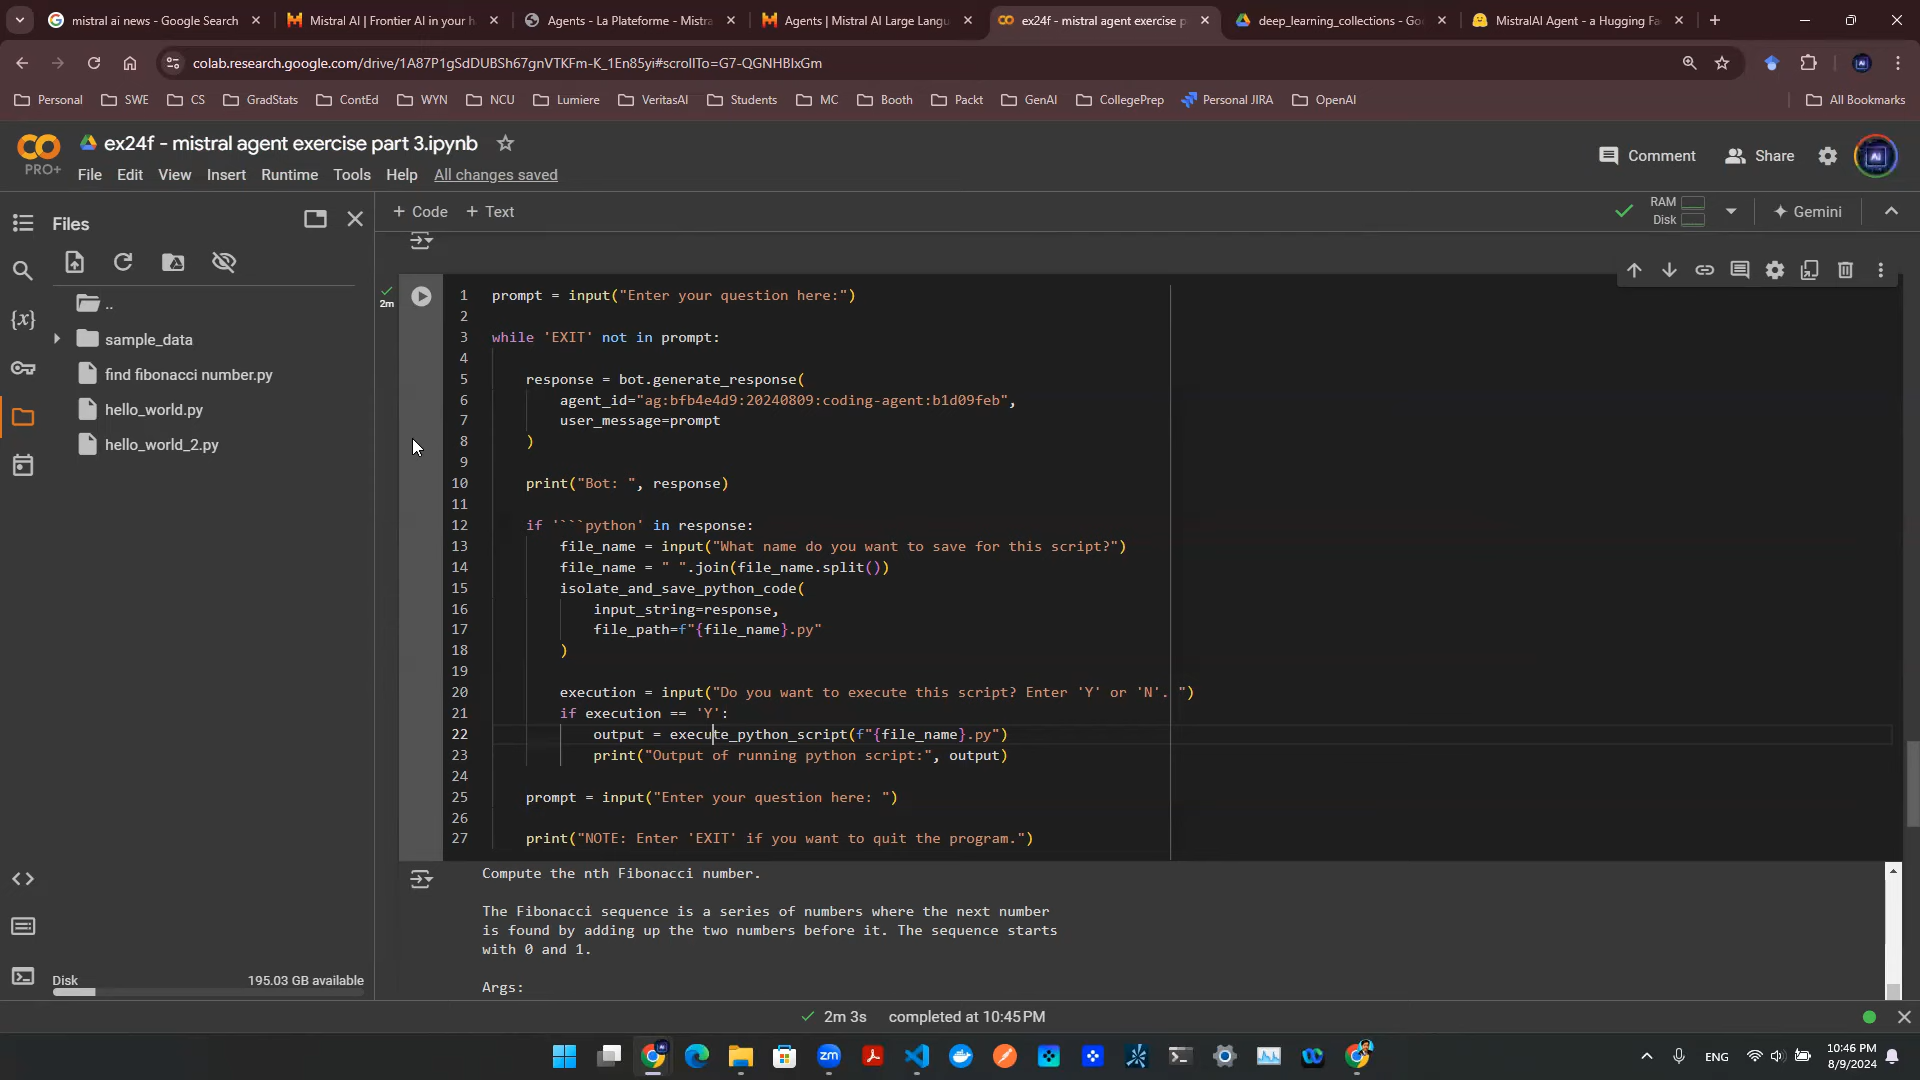 mistral ai news - Google Search
Mistral AI | Frontier AI in your h
Agents - La Plateforme - Mistra
Agents | Mistral AI Large Langu
ex24f - mistral agent exercise p
deep_learning_collections - Goo
MistralAI Agent - a Hugging Fa
colab.research.google.com/drive/1A87P1gSdDUBSh67gnVTKFm-K_1En85yi#scrollTo=G7-QGNHBIxGm
Personal
SWE
CS
GradStats
ContEd
WYN
NCU
Lumiere
VeritasAI
Students
MC
Booth
Packt
GenAI
CollegePrep
Personal JIRA
OpenAI
All Bookmarks
PRO+
ex24f - mistral agent exercise part 3.ipynb
Comment
Share
File Edit View Insert Runtime Tools Help All changes saved
Files
+ Code + Text
RAM
Disk
Gemini
..
sample_data
find fibonacci number.py
hello_world.py
hello_world_2.py
{x}
2m
1 prompt = input("Enter your question here:")
2
3 while 'EXIT' not in prompt:
4
5 response = bot.generate_response(
6 agent_id="ag:bfb4e4d9:20240809:coding-agent:b1d09feb",
7 user_message=prompt
8 )
9
10 print("Bot: ", response)
11
12 if '```python' in response:
13 file_name = input("What name do you want to save for this script?")
14 file_name = " ".join(file_name.split())
15 isolate_and_save_python_code(
16 input_string=response,
17 file_path=f"{file_name}.py"
18 )
19
20 execution = input("Do you want to execute this script? Enter 'Y' or 'N'. ")
21 if execution == 'Y':
22 output = execute_python_script(f"{file_name}.py")
23 print("Output of running python script:", output)
24
25 prompt = input("Enter your question here: ")
26
27 print("NOTE: Enter 'EXIT' if you want to quit the program.")
Compute the nth Fibonacci number.
The Fibonacci sequence is a series of numbers where the next number
is found by adding up the two numbers before it. The sequence starts
with 0 and 1.
Args:
Disk
195.03 GB available
2m 3s completed at 10:45 PM
zm
ENG
10:46 PM
8/9/2024